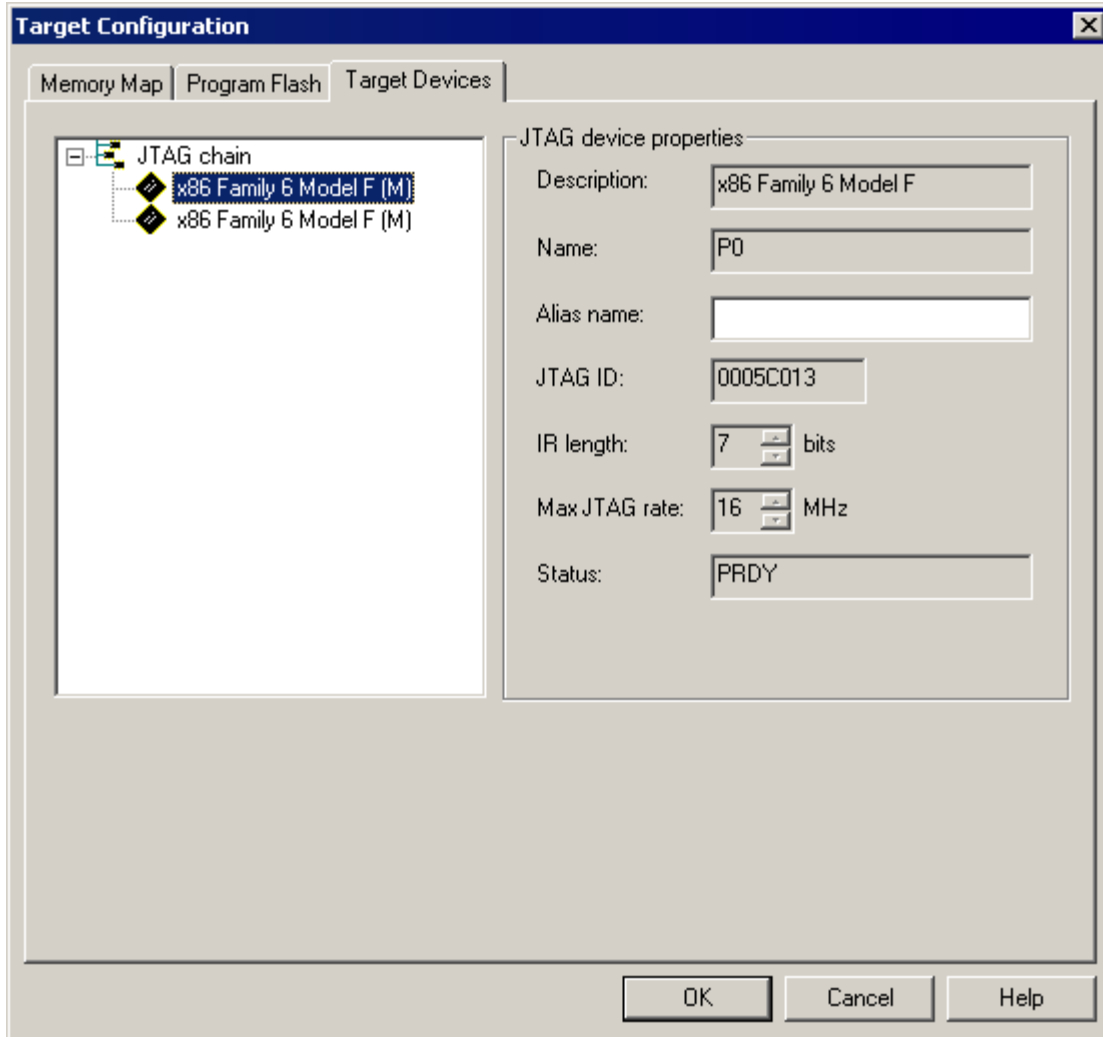 Target Configuration
Memory Map
Program Flash
Target Devices
JTAG chain
x86 Family 6 Model F (M)
x86 Family 6 Model F (M)
JTAG device properties
Description: x86 Family 6 Model F
Name: P0
Alias name:
JTAG ID: 0005C013
IR length: 7 bits
Max JTAG rate: 16 MHz
Status: PRDY
OK
Cancel
Help